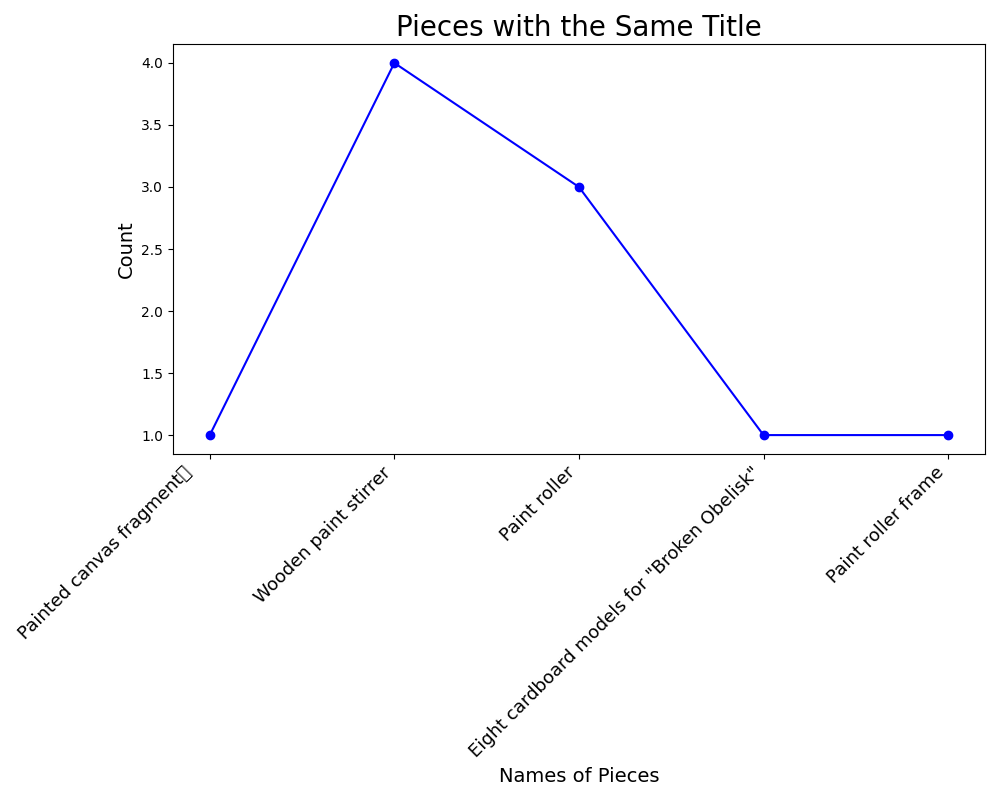 Pieces with the Same Title
4.0
3.5
3.0
2.5
2.0
1.5
1.0
Count
Painted canvas fragment
Wooden paint stirrer
Paint roller
Eight cardboard models for "Broken Obelisk"
Paint roller frame
Names of Pieces